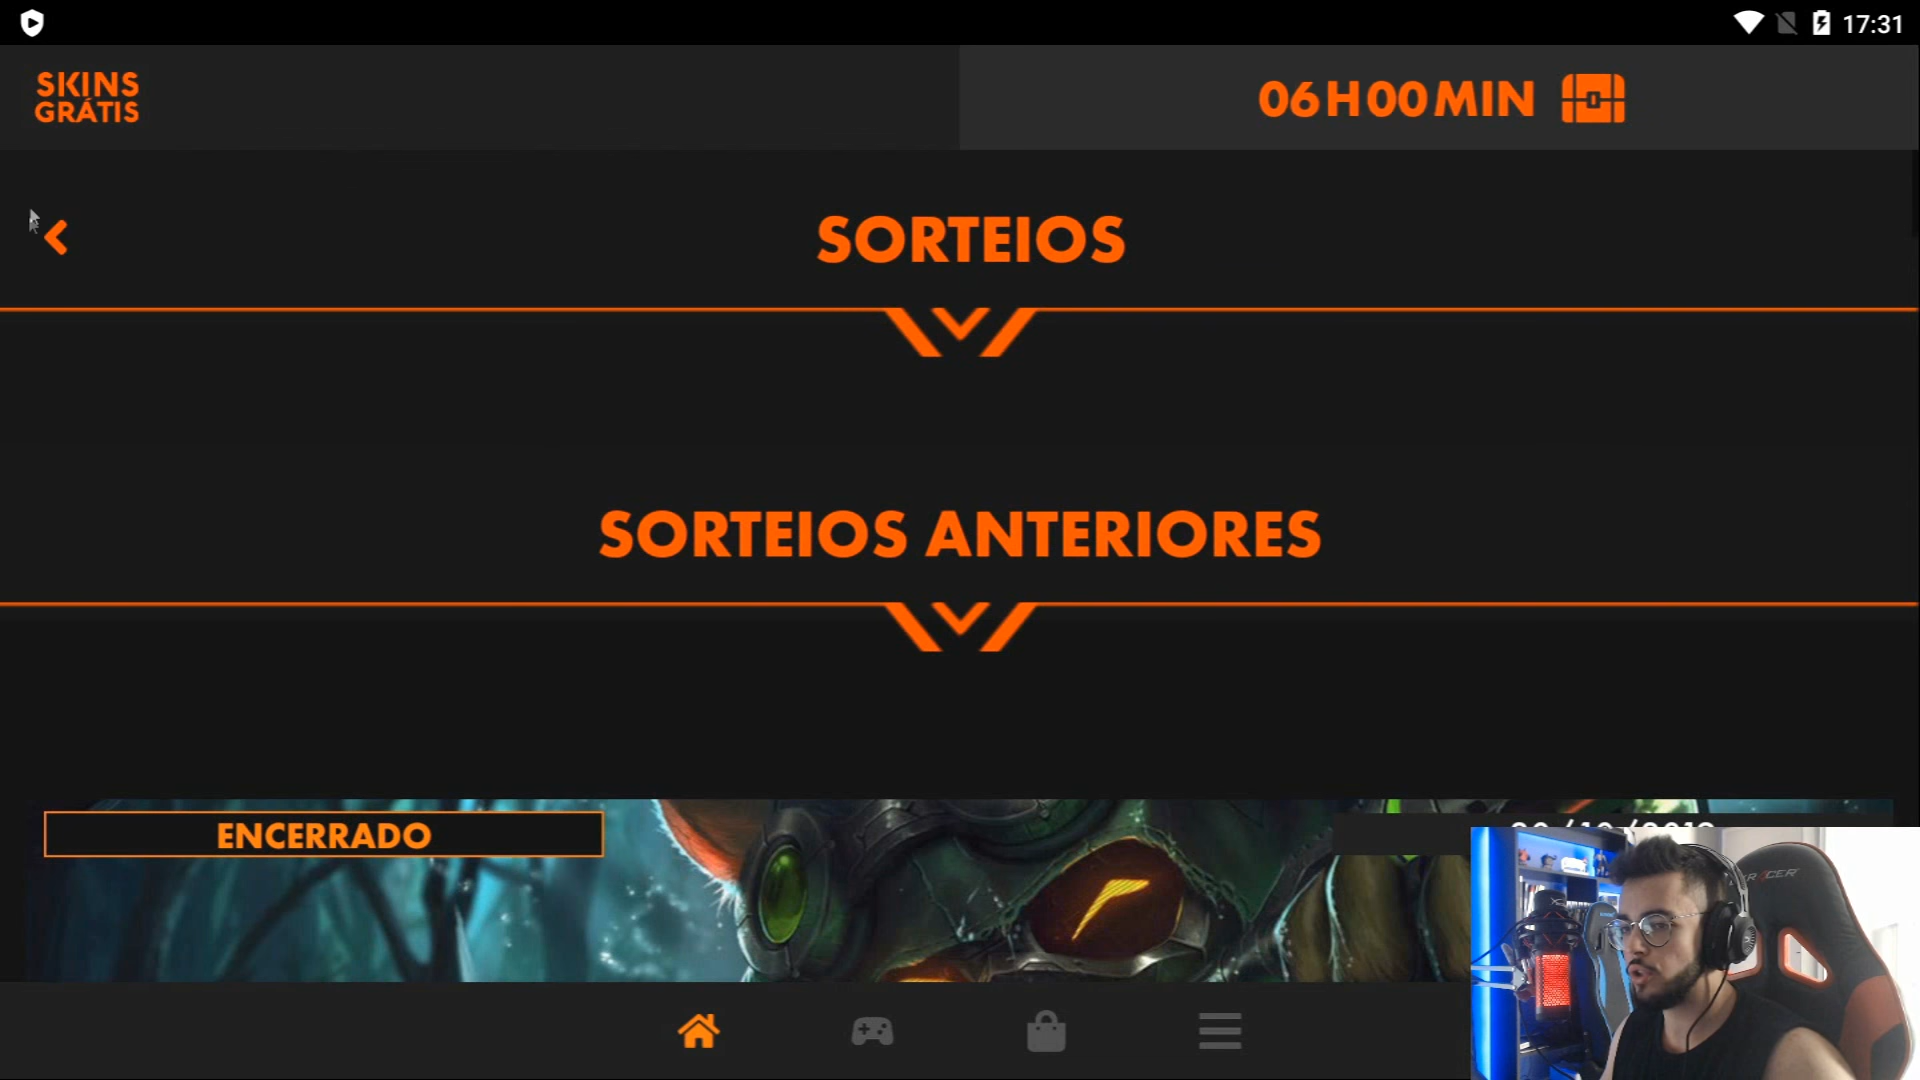 17:31
SKINS
GRÁTIS
06H00MIN
SORTEIOS
SORTEIOS ANTERIORES
ENCERRADO